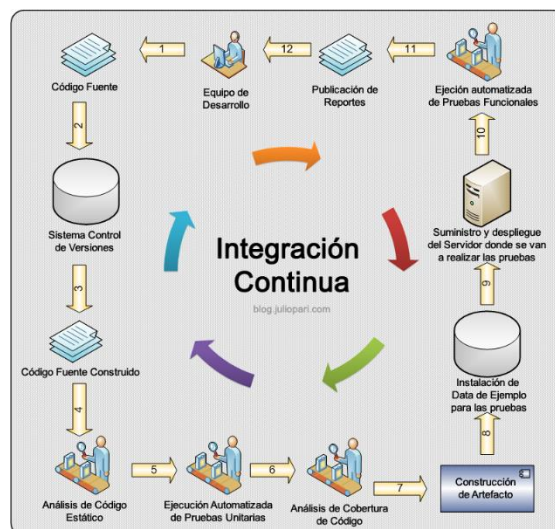 1
12
11
Código Fuente
Equipo de
Desarrollo
Publicación de
Reportes
Ejeción automatizada
de Pruebas Funcionales
2
10
Sistema Control
de Versiones
Integración
Continua
blog.juliopari.com
Suministro y despliegue
del Servidor donde se van
a realizar las pruebas
3
9
Código Fuente Construido
Instalación de
Data de Ejemplo
para las pruebas
4
8
5
6
7
Análisis de Código
Estático
Ejecución Automatizada
de Pruebas Unitarias
Análisis de Cobertura
de Código
Construcción
de Artefacto